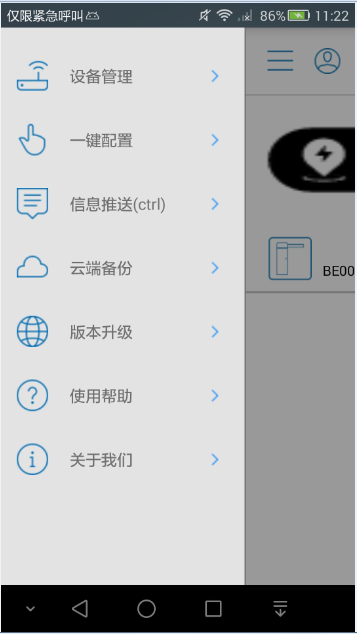 仅限紧急呼叫 86% 11:22
设备管理
一键配置
信息推送(ctrl)
云端备份
BE00
版本升级
使用帮助
关于我们